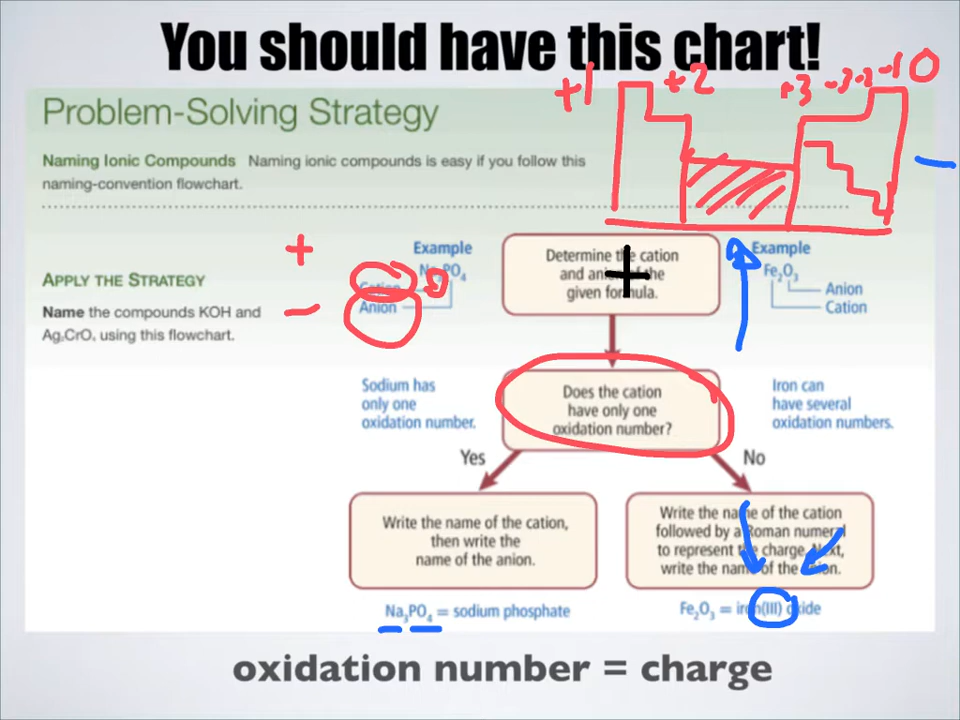 You should have this chart!
+1 +2 +3 -3 -2 -1 0
Problem-Solving Strategy
Naming Ionic Compounds Naming ionic compounds is easy if you follow this
naming-convention flowchart.
APPLY THE STRATEGY
Name the compounds KOH and
Ag₂CrO₄ using this flowchart.
+
−
Example
Na₃PO₄
Cation
Anion
Determine the cation
and anion of the
given formula.
+
Example
Fe₂O₃
Anion
Cation
−
Sodium has
only one
oxidation number.
Does the cation
have only one
oxidation number?
Iron can
have several
oxidation numbers.
Yes
No
Write the name of the cation,
then write the
name of the anion.
Write the name of the cation
followed by a Roman numeral
to represent the charge. Next,
write the name of the anion.
Na₃PO₄ = sodium phosphate
Fe₂O₃ = iron(III) oxide
oxidation number = charge